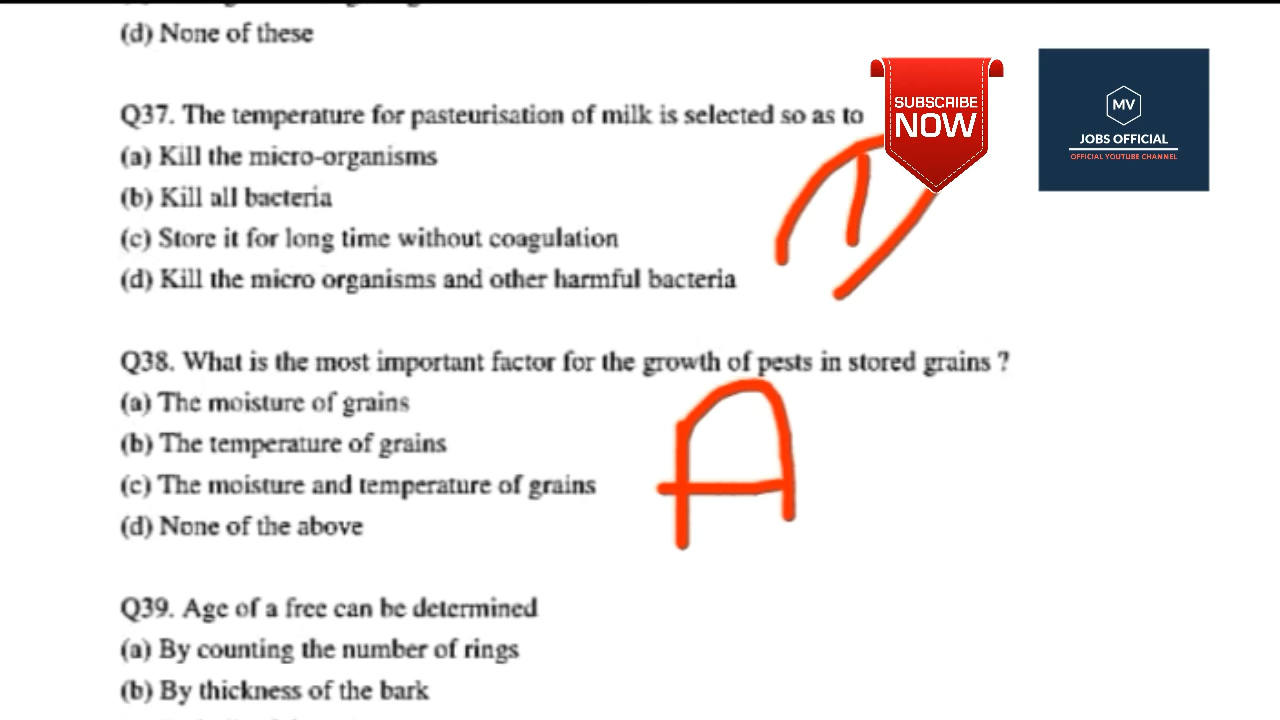 (d) None of these
Q37. The temperature for pasteurisation of milk is selected so as to
(a) Kill the micro-organisms
(b) Kill all bacteria
(c) Store it for long time without coagulation
(d) Kill the micro organisms and other harmful bacteria
SUBSCRIBE
NOW
MV
JOBS OFFICIAL
OFFICIAL YOUTUBE CHANNEL
Q38. What is the most important factor for the growth of pests in stored grains ?
(a) The moisture of grains
(b) The temperature of grains
(c) The moisture and temperature of grains
(d) None of the above
A
Q39. Age of a free can be determined
(a) By counting the number of rings
(b) By thickness of the bark